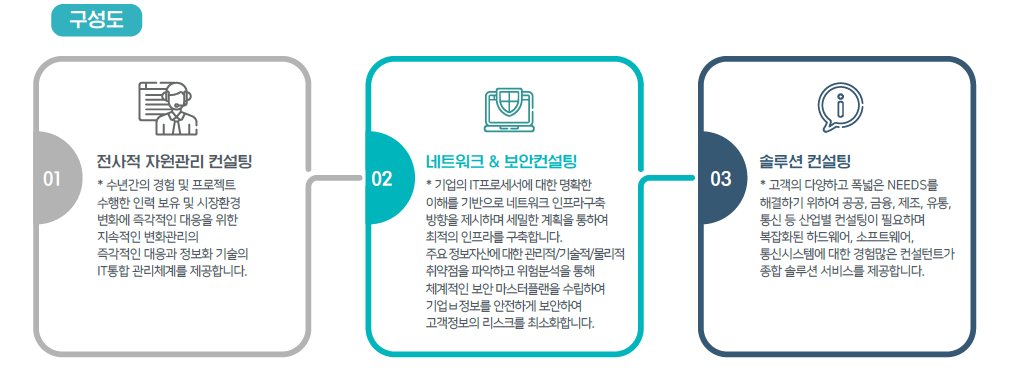 구성도
01
전사적 자원관리 컨설팅
* 수년간의 경험 및 프로젝트
수행한 인력 보유 및 시장환경
변화에 즉각적인 대응을 위한
지속적인 변화관리의
즉각적인 대응과 정보화 기술의
IT통합 관리체계를 제공합니다.
02
네트워크 & 보안컨설팅
* 기업의 IT프로세서에 대한 명확한
이해를 기반으로 네트워크 인프라구축
방향을 제시하며 세밀한 계획을 통하여
최적의 인프라를 구축합니다.
주요 정보자산에 대한 관리적/기술적/물리적
취약점을 파악하고 위험분석을 통해
체계적인 보안 마스터플랜을 수립하여
기업ㅂ정보를 안전하게 보안하여
고객정보의 리스크를 최소화합니다.
03
솔루션 컨설팅
* 고객의 다양하고 폭넓은 NEEDS를
해결하기 위하여 공공, 금융, 제조, 유통,
통신 등 산업별 컨설팅이 필요하며
복잡화된 하드웨어, 소프트웨어,
통신시스템에 대한 경험많은 컨설턴트가
종합 솔루션 서비스를 제공합니다.